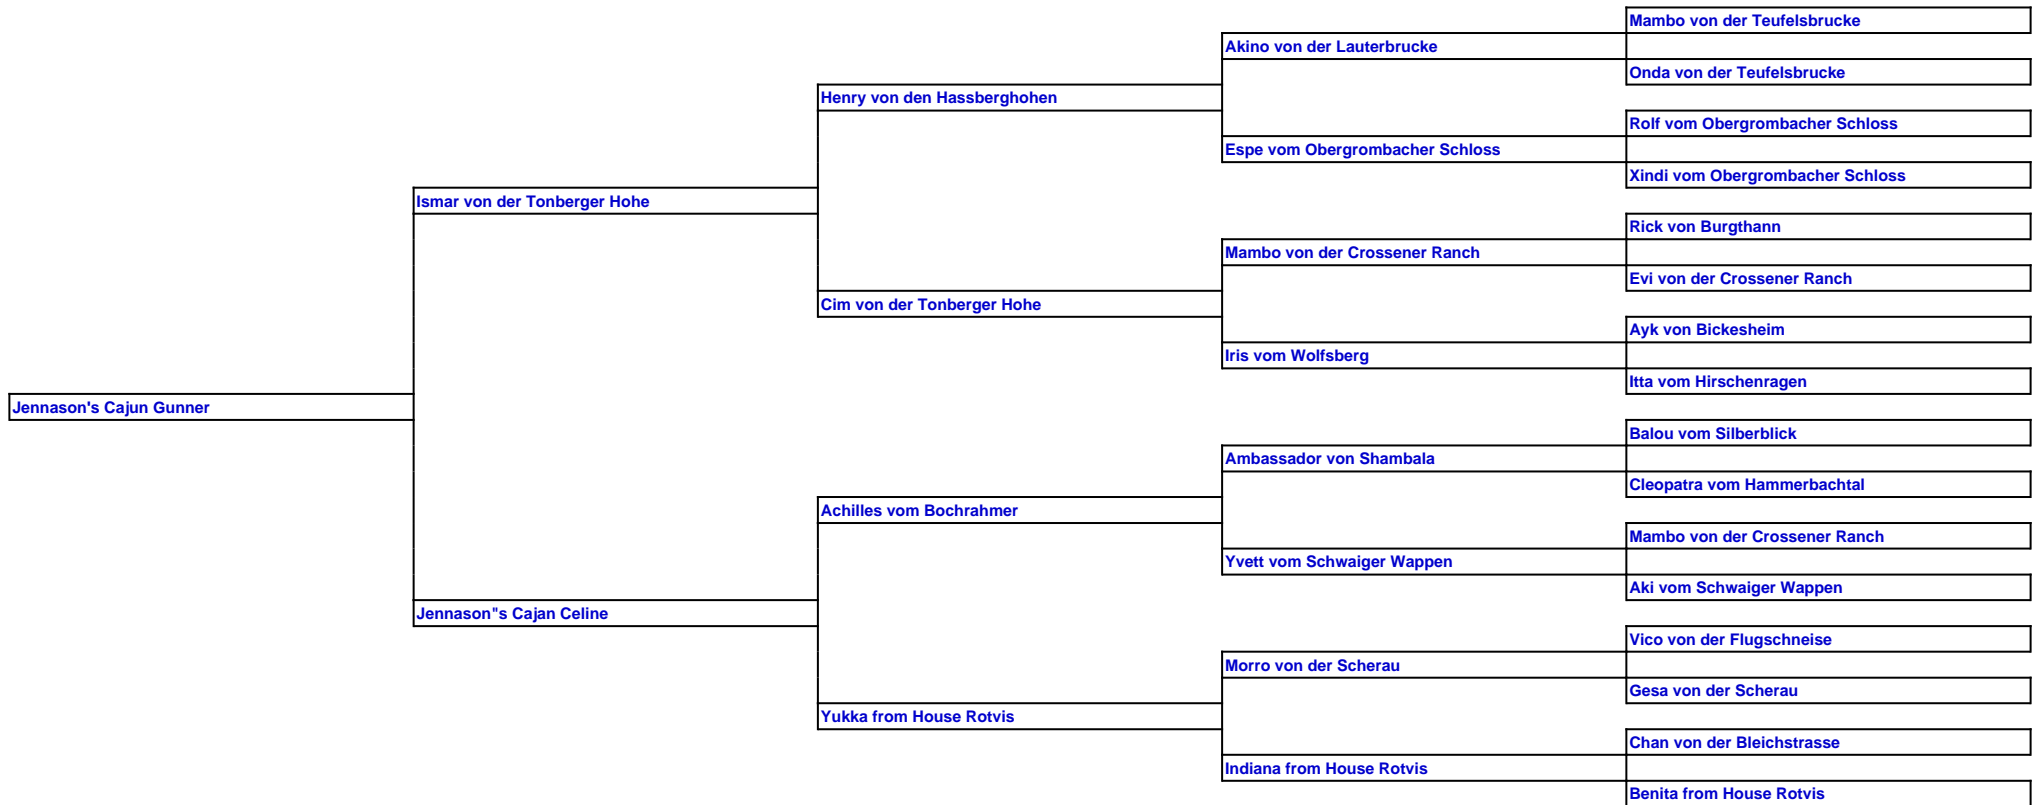 Mambo von der Teufelsbrucke
Akino von der Lauterbrucke
Onda von der Teufelsbrucke
Henry von den Hassberghohen
Rolf vom Obergrombacher Schloss
Espe vom Obergrombacher Schloss
Xindi vom Obergrombacher Schloss
Ismar von der Tonberger Hohe
Rick von Burgthann
Mambo von der Crossener Ranch
Evi von der Crossener Ranch
Cim von der Tonberger Hohe
Ayk von Bickesheim
Iris vom Wolfsberg
Itta vom Hirschenragen
Jennason's Cajun Gunner
Balou vom Silberblick
Ambassador von Shambala
Cleopatra vom Hammerbachtal
Achilles vom Bochrahmer
Mambo von der Crossener Ranch
Yvett vom Schwaiger Wappen
Aki vom Schwaiger Wappen
Jennason"s Cajan Celine
Vico von der Flugschneise
Morro von der Scherau
Gesa von der Scherau
Yukka from House Rotvis
Chan von der Bleichstrasse
Indiana from House Rotvis
Benita from House Rotvis